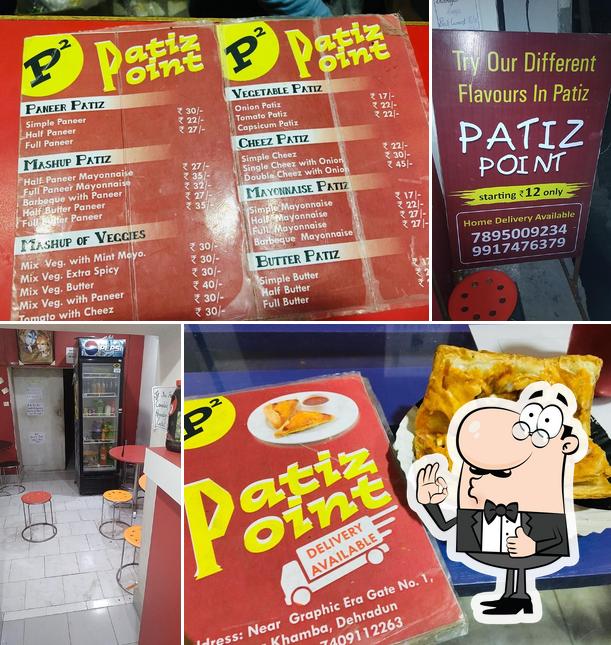 P²
Patiz
Point
PANEER PATIZ
Simple Paneer ₹ 30/-
Half Paneer ₹ 22/-
Full Paneer ₹ 27/-
MASHUP PATIZ
Half Paneer Mayonnaise ₹ 27/-
Full Paneer Mayonnaise ₹ 35/-
Barbeque with Paneer ₹ 32/-
Half Butter Paneer ₹ 27/-
Full Butter Paneer ₹ 35/-
MASHUP OF VEGGIES
Mix Veg. with Mint Mayo. ₹ 30/-
Mix Veg. Extra Spicy ₹ 30/-
Mix Veg. Butter ₹ 30/-
Mix Veg. with Paneer ₹ 40/-
Tomato with Cheez ₹ 30/-
₹ 30/-
P²
Patiz
Point
VEGETABLE PATIZ
Onion Patiz ₹ 17/-
Tomato Patiz ₹ 22/-
Capsicum Patiz ₹ 22/-
CHEEZ PATIZ
Simple Cheez ₹ 22/-
Single Cheez with Onion ₹ 30/-
Double Cheez with Onion ₹ 45/-
MAYONNAISE PATIZ
Simple Mayonnaise ₹ 17/-
Half Mayonnaise ₹ 22/-
Full Mayonnaise ₹ 27/-
Barbeque Mayonnaise ₹ 27/-
BUTTER PATIZ
Simple Butter
Half Butter
Full Butter
Try Our Different
Flavours In Patiz
PATIZ
POINT
starting ₹12 only
Home Delivery Available
7895009234
9917476379
PEPSI
P²
Patiz
Point
DELIVERY
AVAILABLE
dress: Near Graphic Era Gate No. 1,
Khamba, Dehradun
7409112263